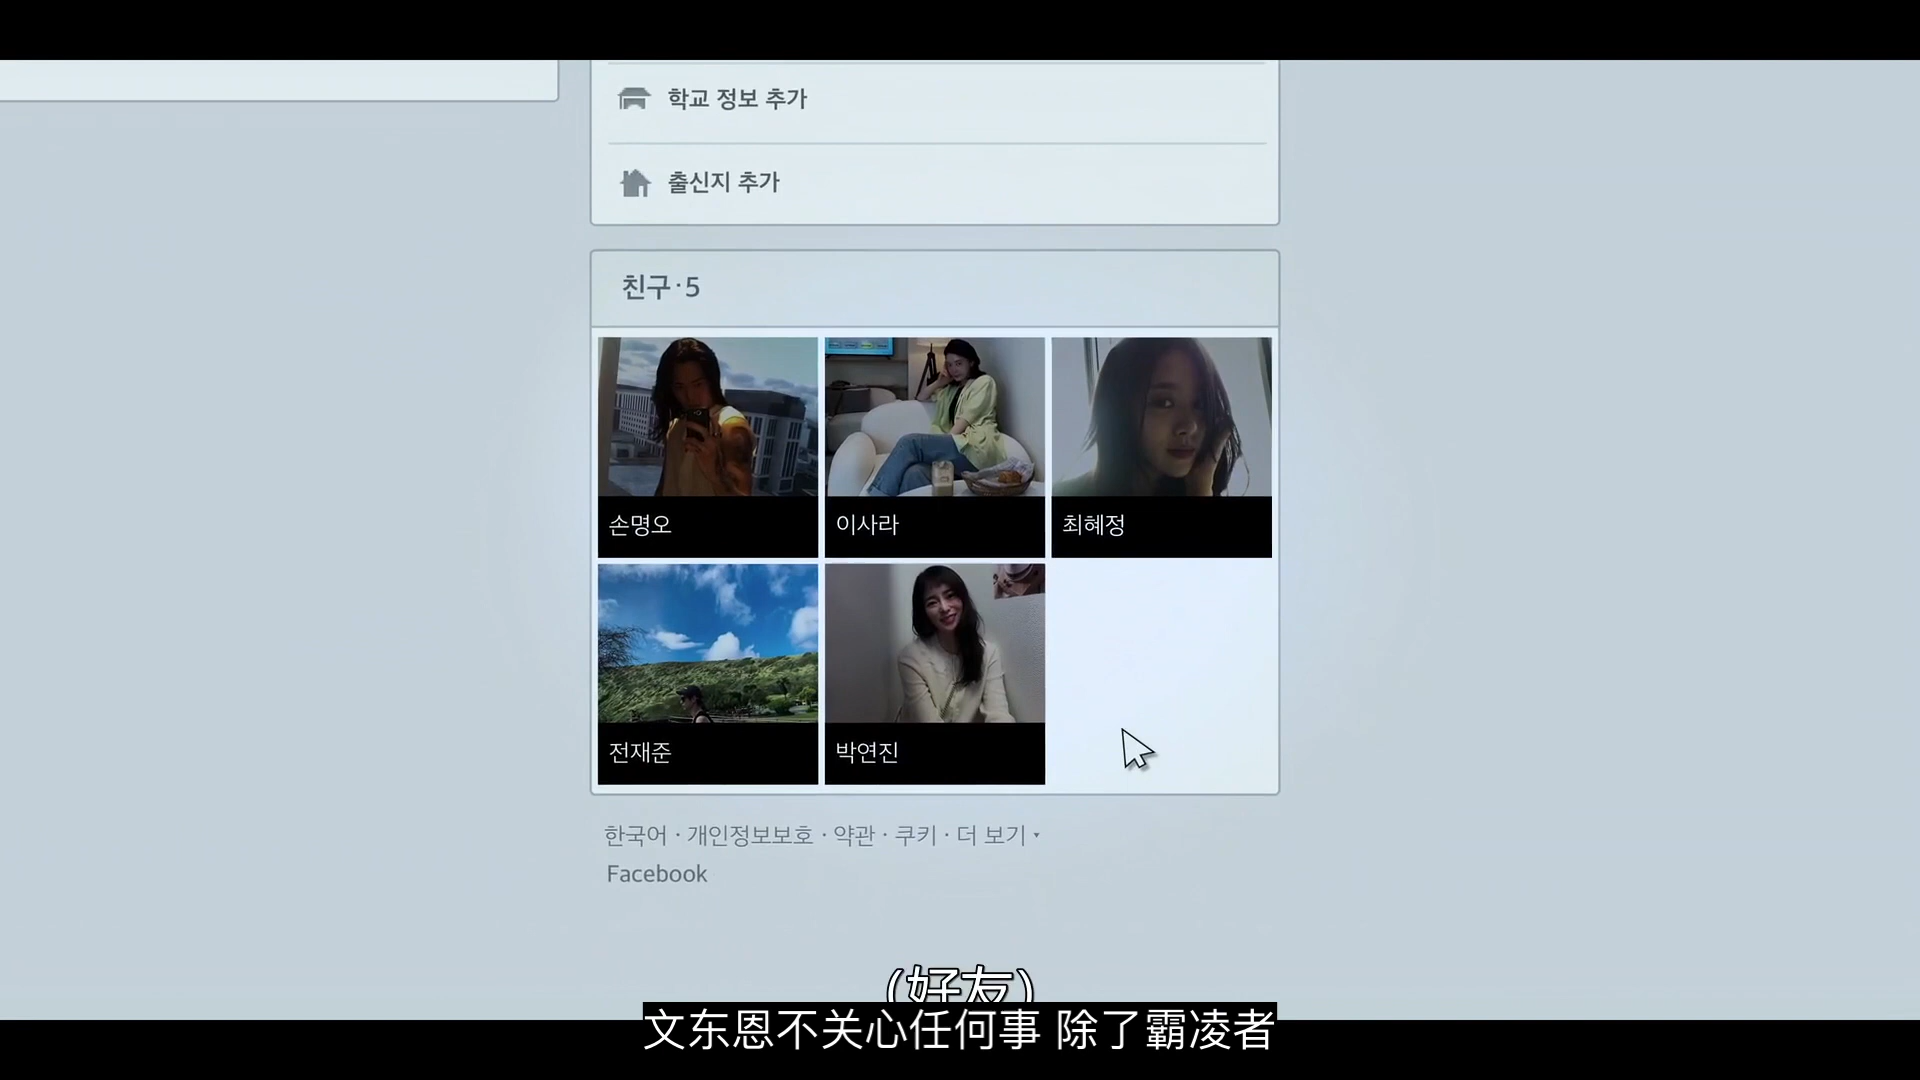 학교 정보 추가
출신지 추가
친구·5
손명오
이사라
최혜정
전재준
박연진
한국어 · 개인정보보호 · 약관 · 쿠키 · 더 보기
Facebook
(好友)
文东恩不关心任何事 除了霸凌者